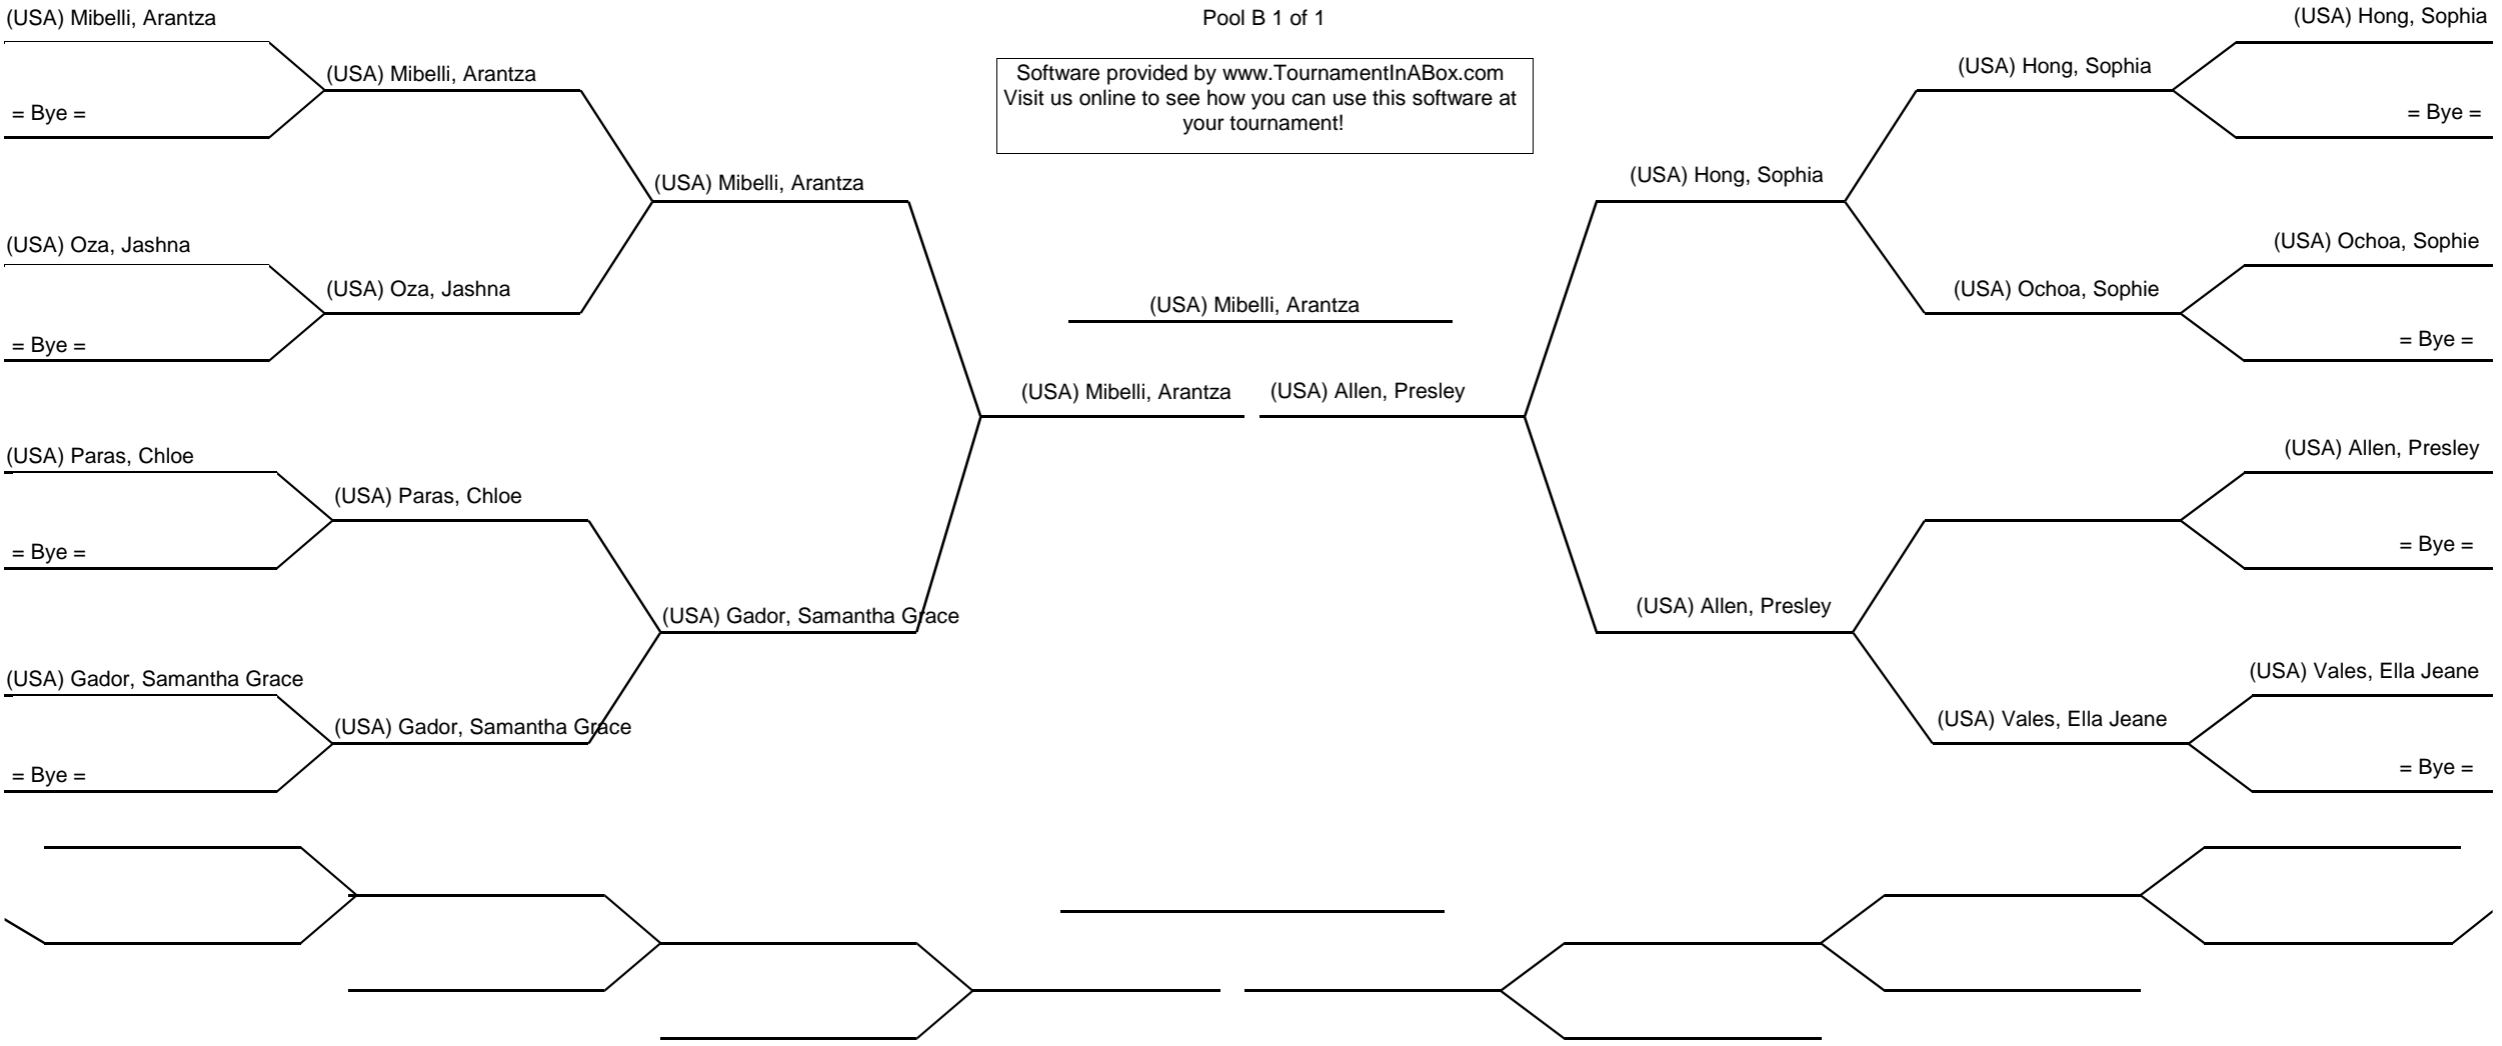 (USA) Mibelli, Arantza
= Bye =
(USA) Oza, Jashna
= Bye =
(USA) Paras, Chloe
= Bye =
(USA) Gador, Samantha Grace
= Bye =
(USA) Mibelli, Arantza
(USA) Oza, Jashna
(USA) Paras, Chloe
(USA) Gador, Samantha Grace
(USA) Mibelli, Arantza
(USA) Gador, Samantha Grace
Pool B 1 of 1
Software provided by www.TournamentInABox.com
Visit us online to see how you can use this software at
your tournament!
(USA) Mibelli, Arantza
(USA) Mibelli, Arantza
(USA) Allen, Presley
(USA) Hong, Sophia
(USA) Allen, Presley
(USA) Hong, Sophia
(USA) Ochoa, Sophie
(USA) Vales, Ella Jeane
(USA) Hong, Sophia
= Bye =
(USA) Ochoa, Sophie
= Bye =
(USA) Allen, Presley
= Bye =
(USA) Vales, Ella Jeane
= Bye =